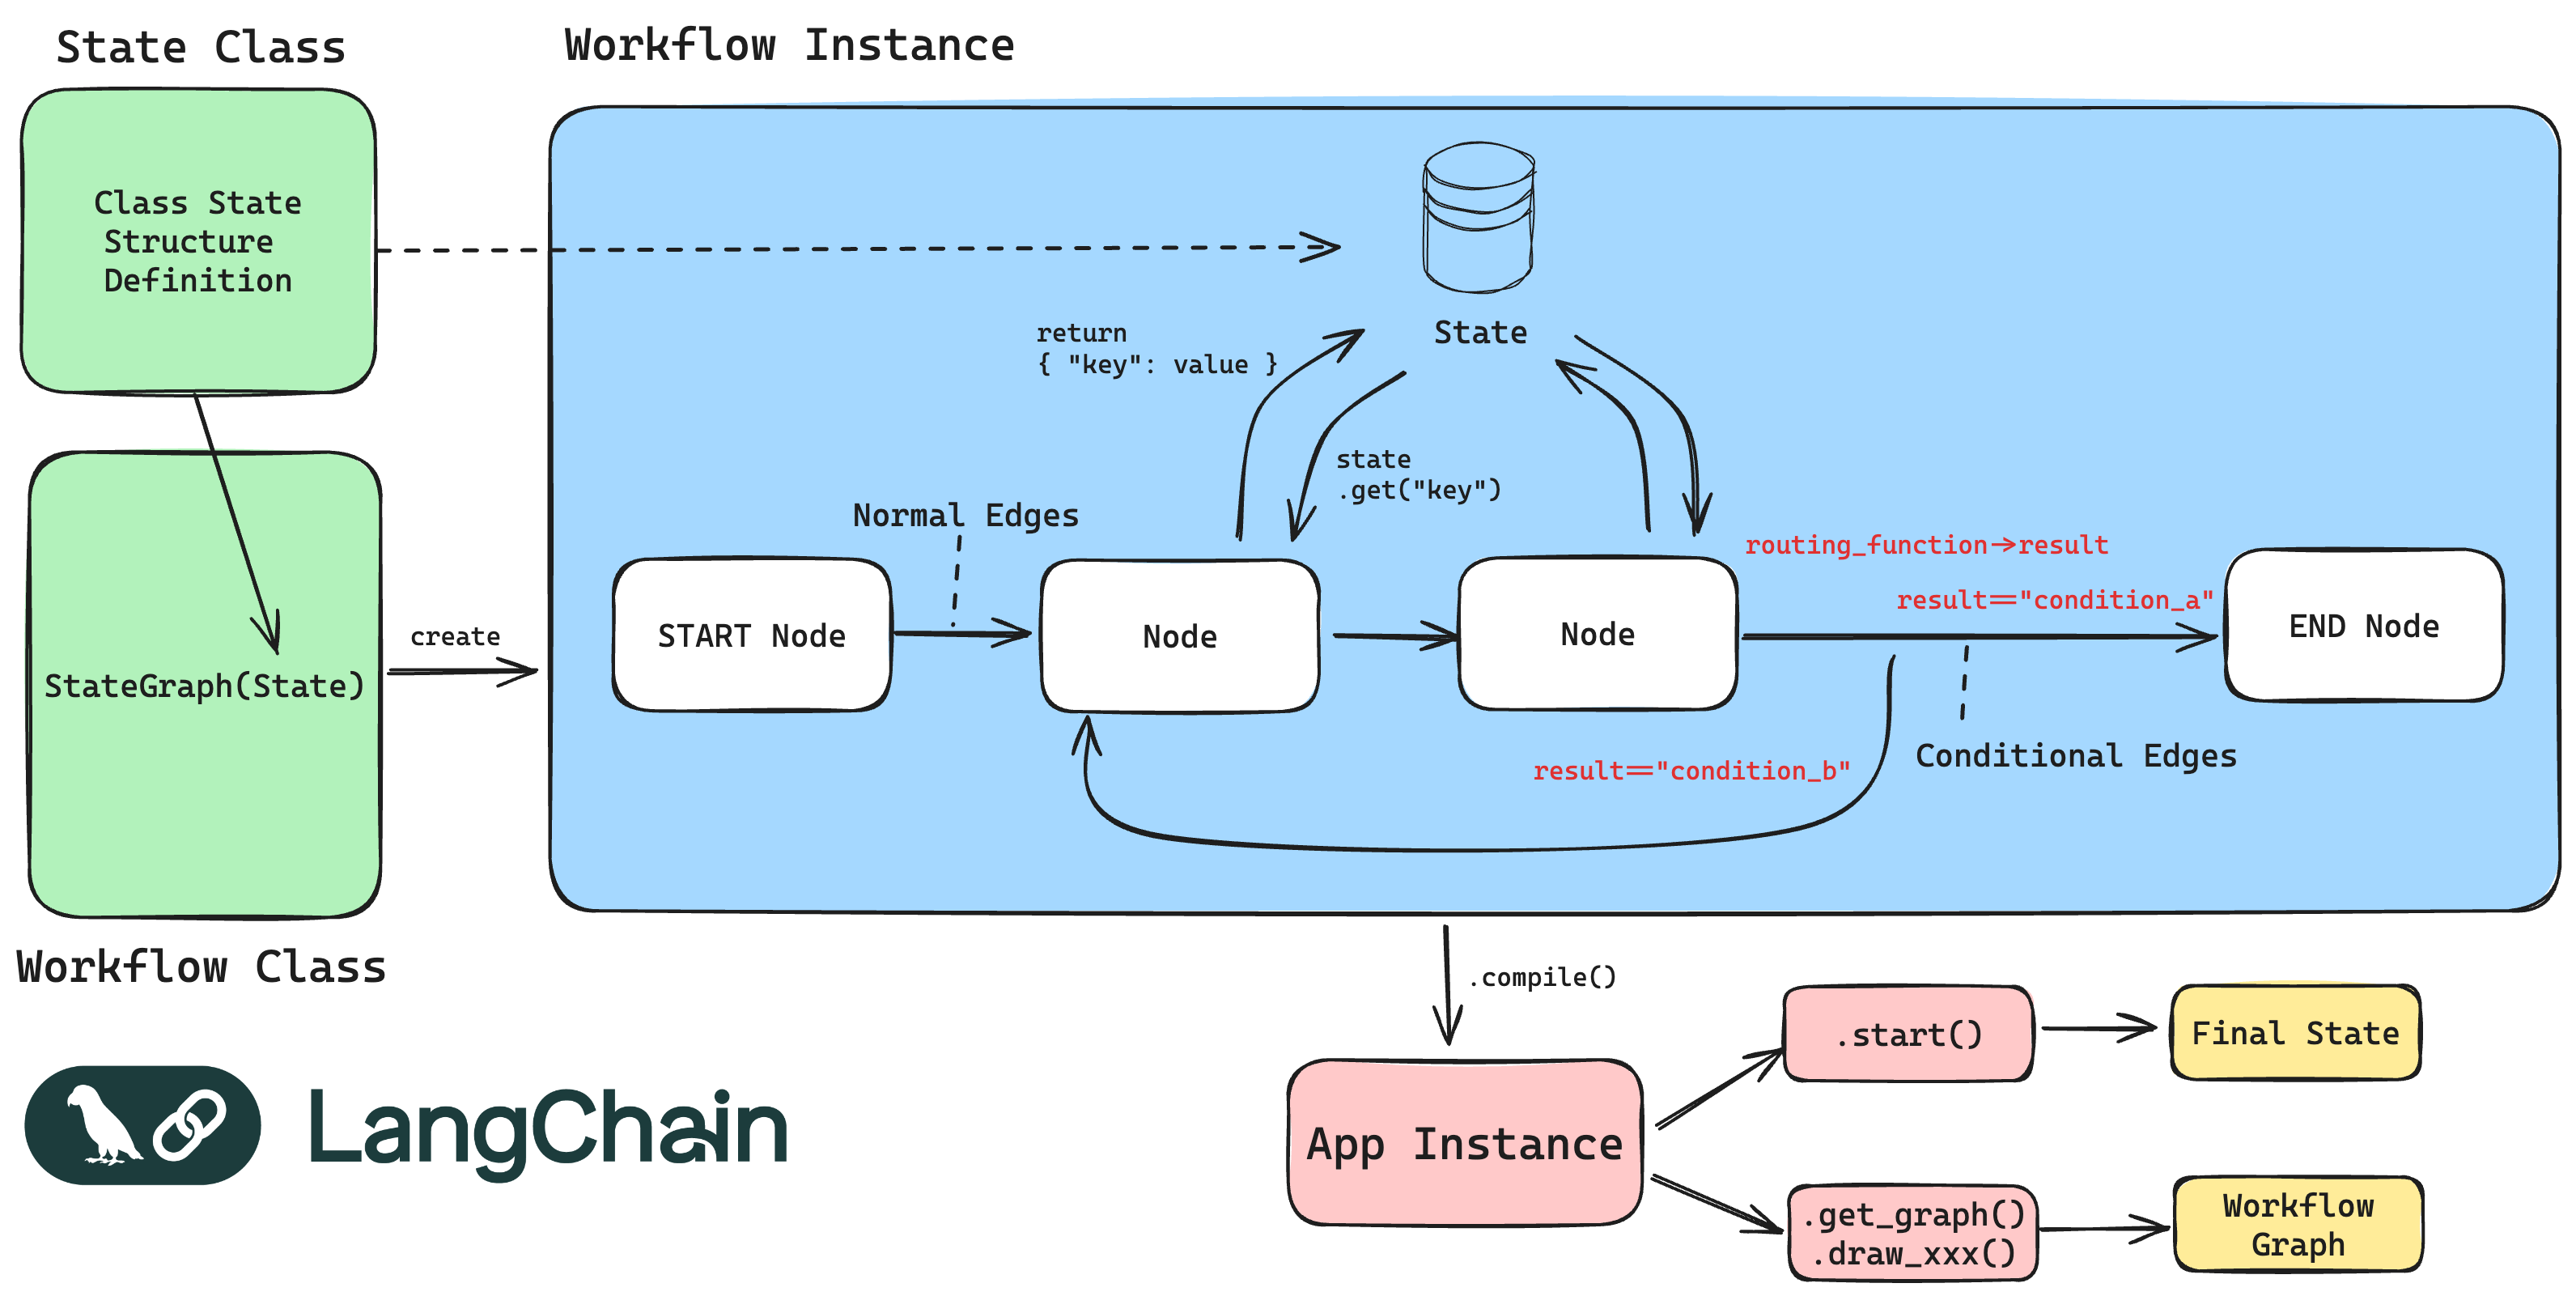 State Class
Workflow Instance
Class State
Structure
Definition
return
{ "key": value }
State
state
.get("key")
Normal Edges
routing_function->result
result=="condition_a"
START Node
Node
Node
END Node
create
StateGraph(State)
result=="condition_b"
Conditional Edges
Workflow Class
.compile()
.start()
Final State
App Instance
.get_graph()
.draw_xxx()
Workflow
Graph
LangChain